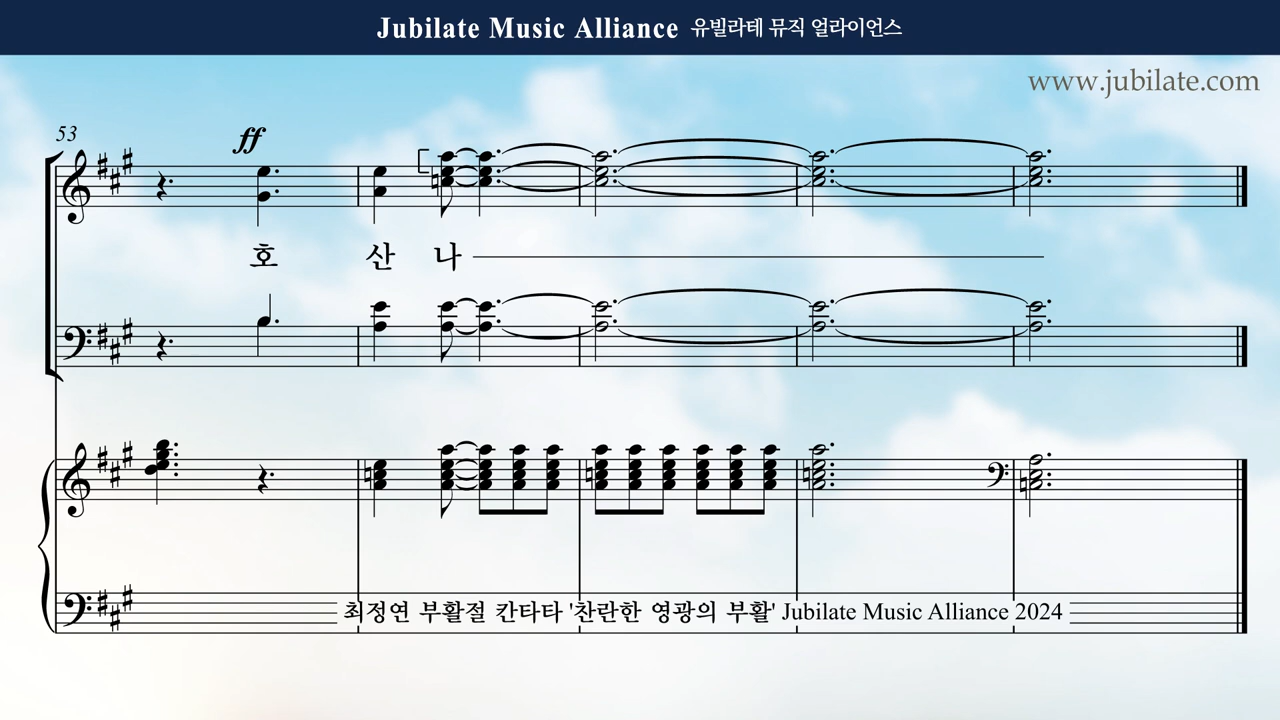 Jubilate Music Alliance 유빌라테 뮤직 얼라이언스
www.jubilate.com
53
ff
호 산 나
최정연 부활절 칸타타 '찬란한 영광의 부활' Jubilate Music Alliance 2024